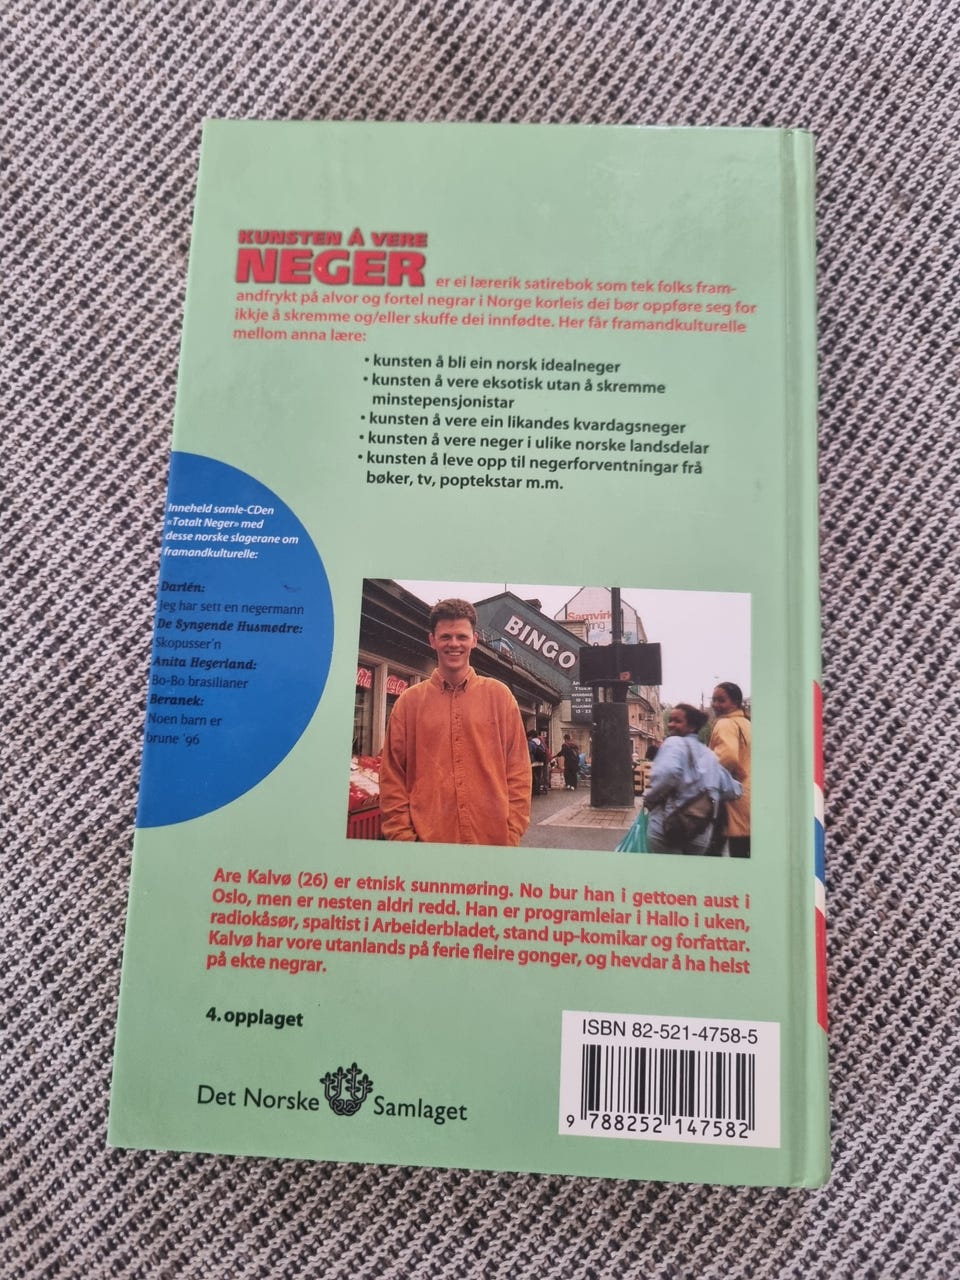 KUNSTEN Å VERE
NEGER er ei lærerik satirebok som tek folks fram-
andfrykt på alvor og fortel negrar i Norge korleis dei bør oppføre seg for
ikkje å skremme og/eller skuffe dei innfødte. Her får framandkulturelle
mellom anna lære:
• kunsten å bli ein norsk idealneger
• kunsten å vere eksotisk utan å skremme
minstepensjonistar
• kunsten å vere ein likandes kvardagsneger
• kunsten å vere neger i ulike norske landsdelar
• kunsten å leve opp til negerforventningar frå
bøker, tv, poptekstar m.m.
Inneheld samle-CDen
«Totalt Neger» med
desse norske slagerane om
framandkulturelle:
Darién:
Jeg har sett en negermann
De Syngende Husmødre:
Skopusser'n
Anita Hegerland:
Bo-Bo brasilianer
Beranek:
Noen barn er
brune '96
BINGO
Samvirk
Coca-Cola
Are Kalvø (26) er etnisk sunnmøring. No bur han i gettoen aust i
Oslo, men er nesten aldri redd. Han er programleiar i Hallo i uken,
radiokåsør, spaltist i Arbeiderbladet, stand up-komikar og forfattar.
Kalvø har vore utanlands på ferie fleire gonger, og hevdar å ha helst
på ekte negrar.
4. opplaget
Det Norske Samlaget
ISBN 82-521-4758-5
9 788252 147582